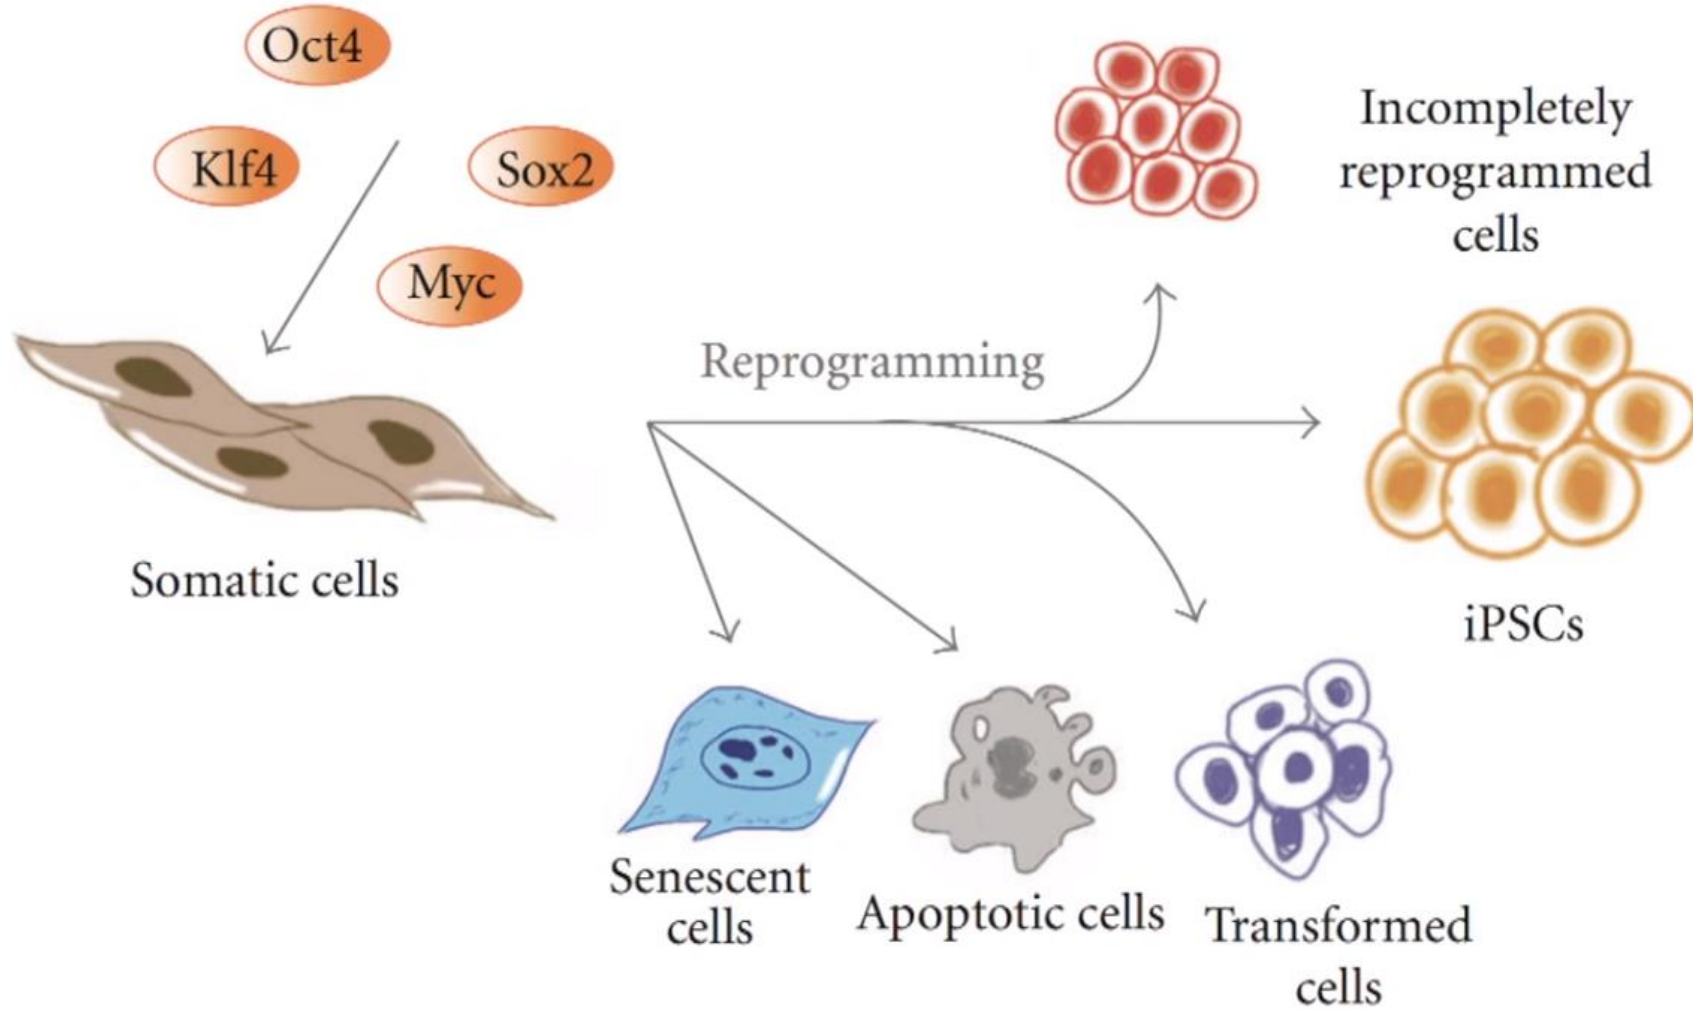 Oct4
Klf4
Sox2
Myc
Incompletely
reprogrammed
cells
Reprogramming
Somatic cells
iPSCs
Senescent
cells
Apoptotic cells
Transformed
cells